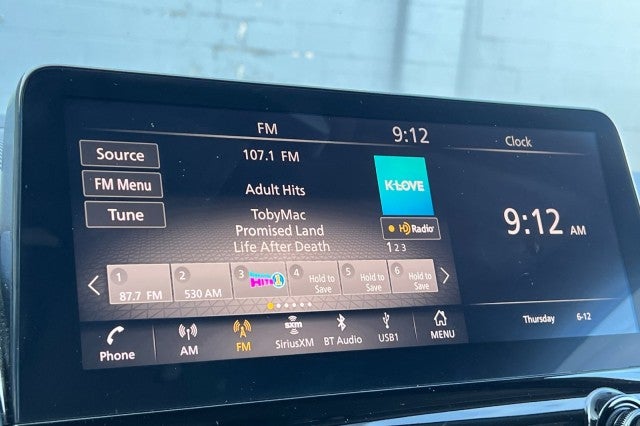 FM
9:12
Clock
Source
107.1 FM
K-LOVE
FM Menu
Adult Hits
Tune
TobyMac
Promised Land
Life After Death
HD Radio
1 2 3
9:12 AM
1
87.7 FM
2
530 AM
3
HITS 1
4
Hold to
Save
5
Hold to
Save
6
Hold to
Save
Phone
AM
FM
sxm
SiriusXM
BT Audio
USB1
MENU
Thursday
6-12